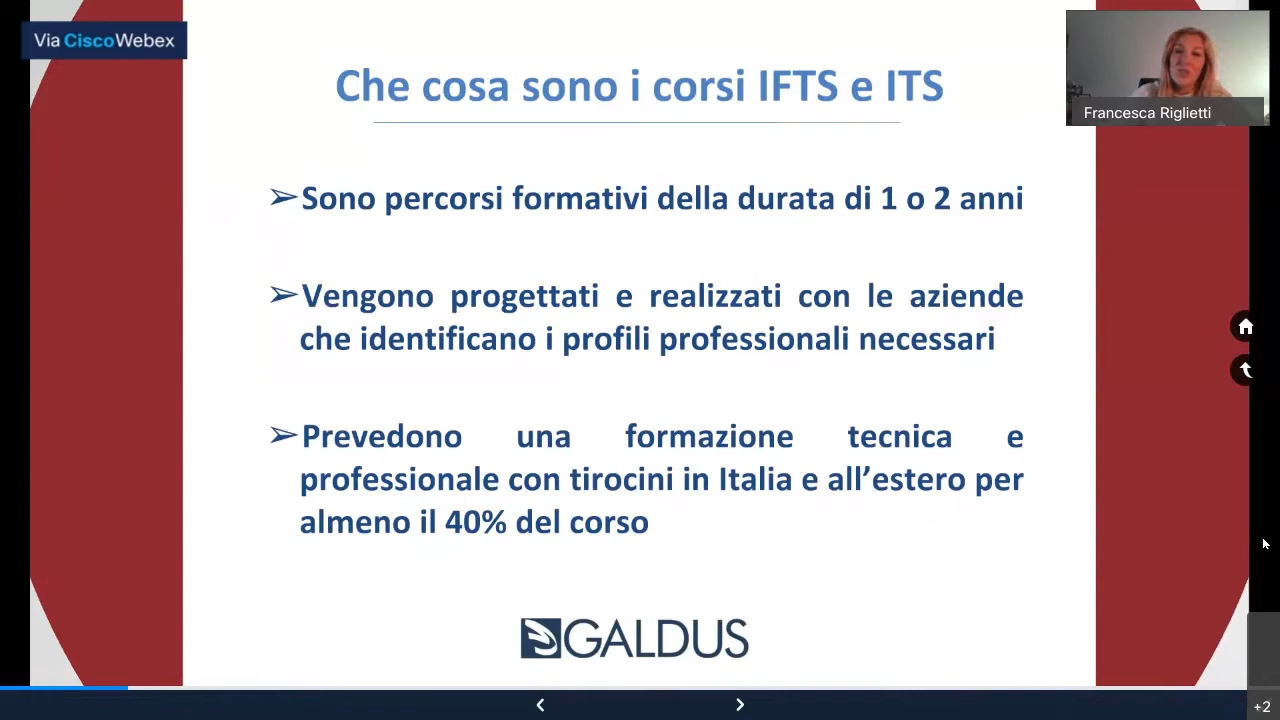 Via CiscoWebex
Francesca Riglietti
Che cosa sono i corsi IFTS e ITS
➢Sono percorsi formativi della durata di 1 o 2 anni
➢Vengono progettati e realizzati con le aziende
che identificano i profili professionali necessari
➢Prevedono una formazione tecnica e
professionale con tirocini in Italia e all’estero per
almeno il 40% del corso
GALDUS
+2